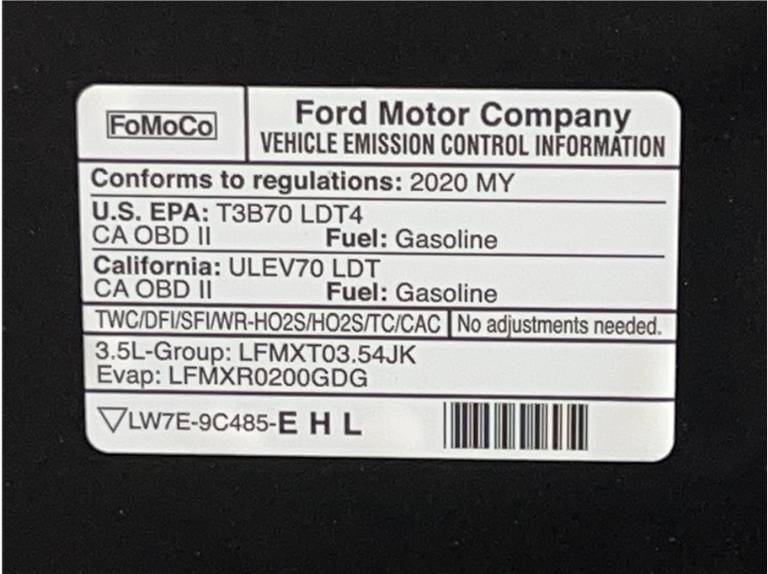 FoMoCo
Ford Motor Company
VEHICLE EMISSION CONTROL INFORMATION
Conforms to regulations: 2020 MY
U.S. EPA: T3B70 LDT4
CA OBD II Fuel: Gasoline
California: ULEV70 LDT
CA OBD II Fuel: Gasoline
TWC/DFI/SFI/WR-HO2S/HO2S/TC/CAC No adjustments needed.
3.5L-Group: LFMXT03.54JK
Evap: LFMXR0200GDG
LW7E-9C485-E H L